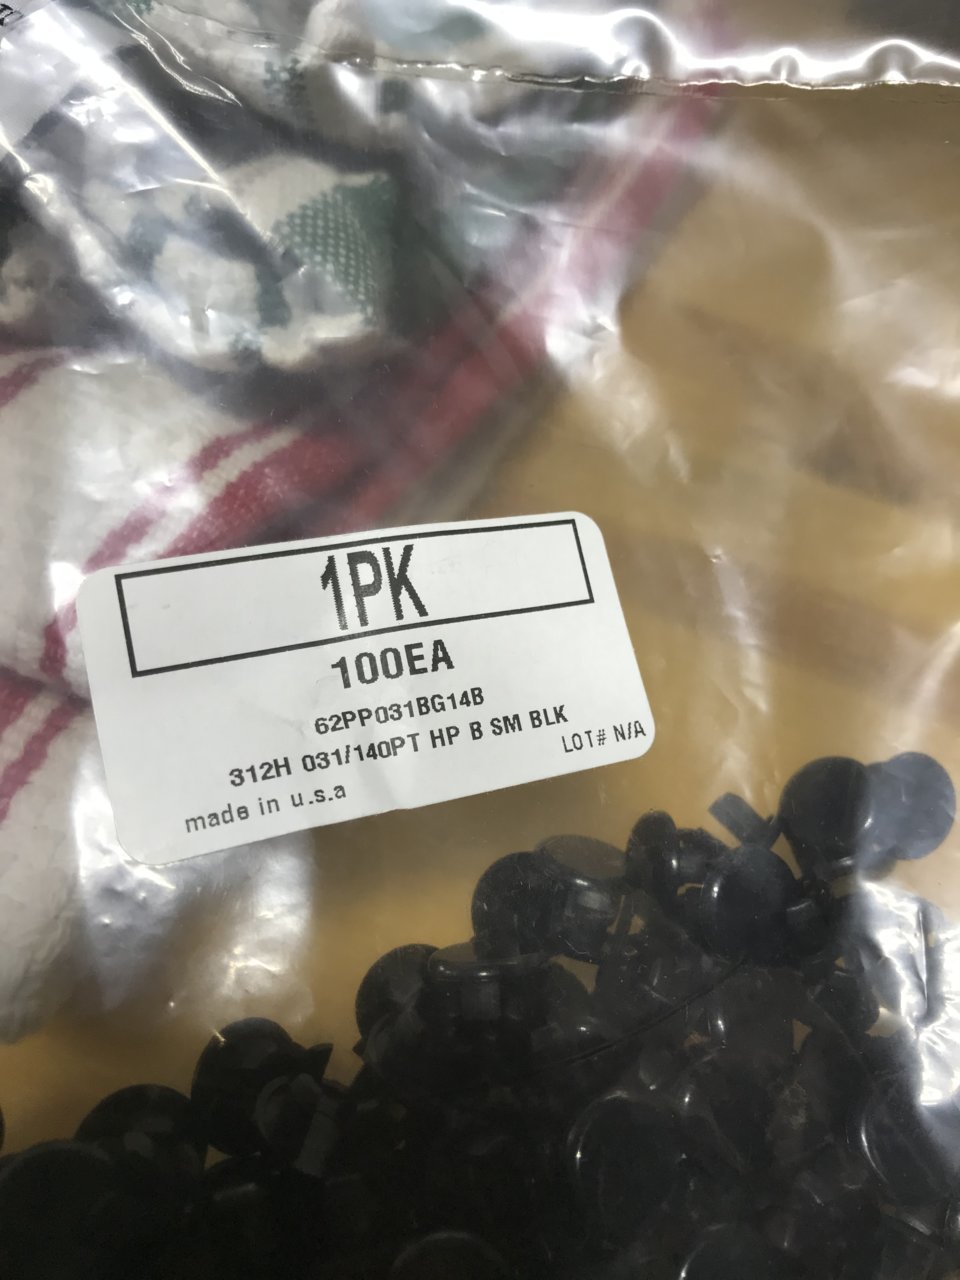 1PK
100EA
62PP031BG14B
312H 031/140PT HP B SM BLK
LOT# N/A
made in u.s.a